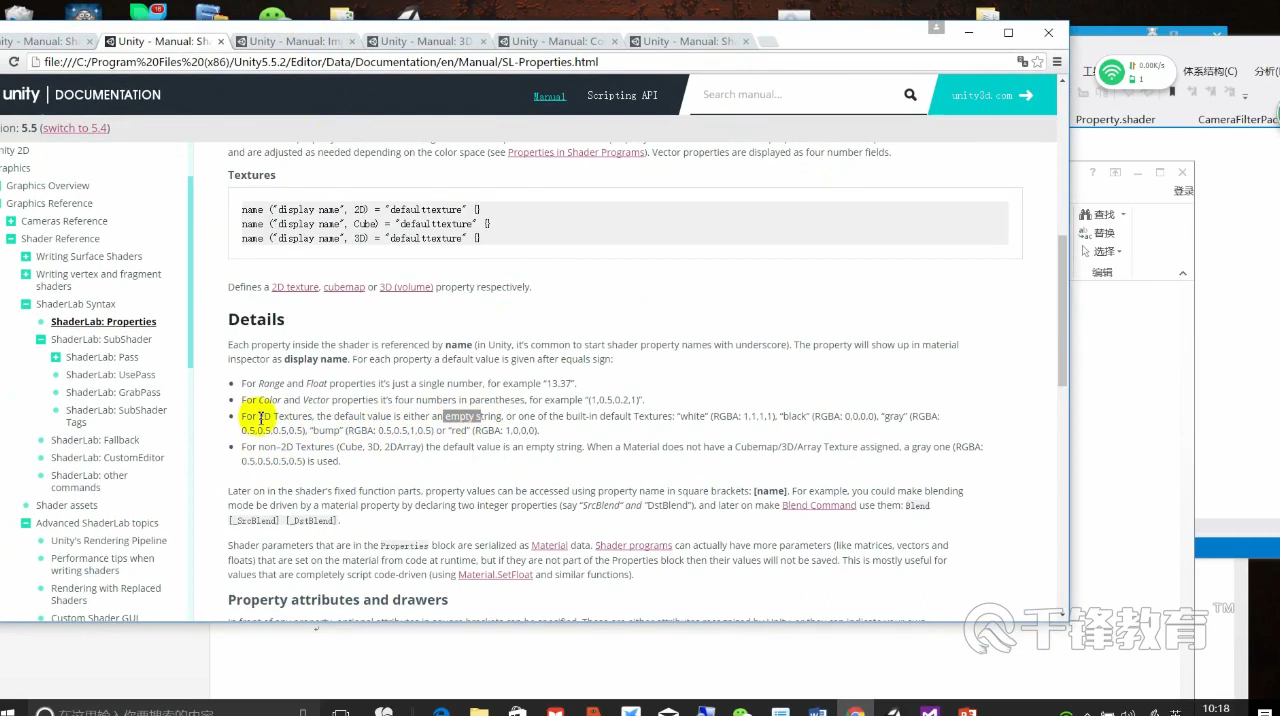 Unity - Manual: Sh
Unity - Manual: Im
Unity - Manual: 3D
Unity - Manual: Co
Unity - Manual: Sh
file:///C:/Program%20Files%20(x86)/Unity5.5.2/Editor/Data/Documentation/en/Manual/SL-Properties.html
0.00K/s
1
体系结构(C)
分析(
unity | DOCUMENTATION
Manual
Scripting API
Search manual...
unity3d.com
Property.shader
CameraFilterPac
ion: 5.5 (switch to 5.4)
nity 2D
raphics
Graphics Overview
Graphics Reference
Cameras Reference
Shader Reference
Writing Surface Shaders
Writing vertex and fragment
shaders
ShaderLab Syntax
ShaderLab: Properties
ShaderLab: SubShader
ShaderLab: Pass
ShaderLab: UsePass
ShaderLab: GrabPass
ShaderLab: SubShader
Tags
ShaderLab: Fallback
ShaderLab: CustomEditor
ShaderLab: other
commands
Shader assets
Advanced ShaderLab topics
Unity's Rendering Pipeline
Performance tips when
writing shaders
Rendering with Replaced
Shaders
Custom Shader GUI
and are adjusted as needed depending on the color space (see Properties in Shader Programs). Vector properties are displayed as four number fields.
Textures
name ("display name", 2D) = "defaulttexture" {}
name ("display name", Cube) = "defaulttexture" {}
name ("display name", 3D) = "defaulttexture" {}
Defines a 2D texture, cubemap or 3D (volume) property respectively.
Details
Each property inside the shader is referenced by name (in Unity, it's common to start shader property names with underscore). The property will show up in material
inspector as display name. For each property a default value is given after equals sign:
For Range and Float properties it's just a single number, for example "13.37".
For Color and Vector properties it's four numbers in parentheses, for example "(1,0.5,0.2,1)".
For 2D Textures, the default value is either an empty string, or one of the built-in default Textures: "white" (RGBA: 1,1,1,1), "black" (RGBA: 0,0,0,0), "gray" (RGBA:
0.5,0.5,0.5,0.5), "bump" (RGBA: 0.5,0.5,1,0.5) or "red" (RGBA: 1,0,0,0).
For non-2D Textures (Cube, 3D, 2DArray) the default value is an empty string. When a Material does not have a Cubemap/3D/Array Texture assigned, a gray one (RGBA:
0.5,0.5,0.5,0.5) is used.
Later on in the shader's fixed function parts, property values can be accessed using property name in square brackets: [name]. For example, you could make blending
mode be driven by a material property by declaring two integer properties (say "SrcBlend" and "DstBlend"), and later on make Blend Command use them: Blend
[_SrcBlend] [_DstBlend].
Shader parameters that are in the Properties block are serialized as Material data. Shader programs can actually have more parameters (like matrices, vectors and
floats) that are set on the material from code at runtime, but if they are not part of the Properties block then their values will not be saved. This is mostly useful for
values that are completely script code-driven (using Material.SetFloat and similar functions).
Property attributes and drawers
登录
查找
替换
选择
编辑
千锋教育 TM
在这里输入你要搜索的内容
英
10:18